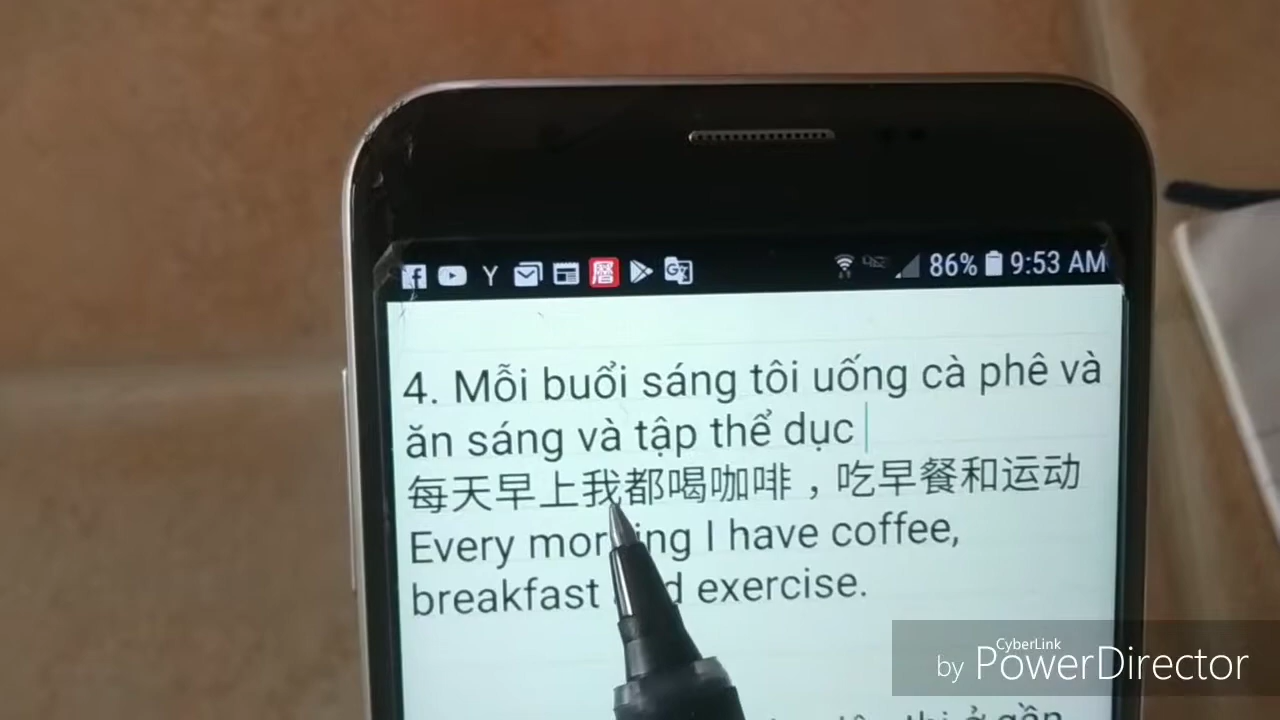 86% 9:53 AM
4. Mỗi buổi sáng tôi uống cà phê và
ăn sáng và tập thể dục
每天早上我都喝咖啡，吃早餐和运动
Every morning I have coffee,
breakfast and exercise.
CyberLink
by PowerDirector